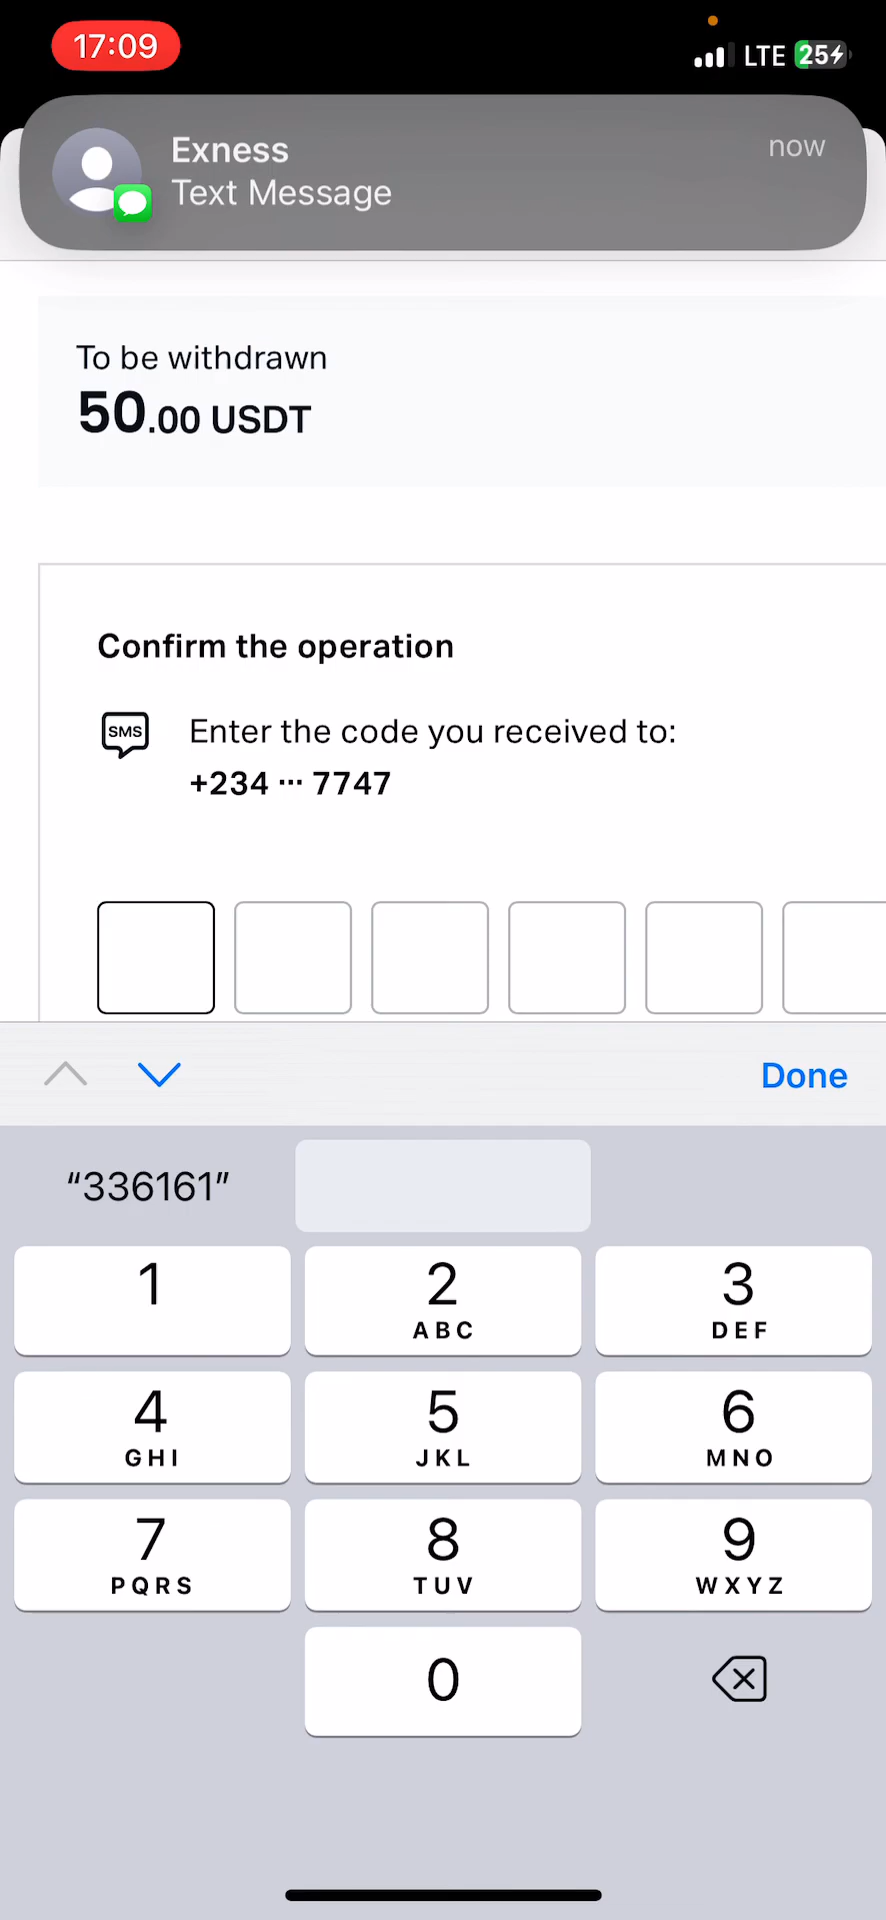 17:09
LTE 25
Exness
now
Text Message
To be withdrawn
50.00 USDT
Confirm the operation
SMS
Enter the code you received to:
+234 ··· 7747
Done
“336161”
1
2
ABC
3
DEF
4
GHI
5
JKL
6
MNO
7
PQRS
8
TUV
9
WXYZ
0